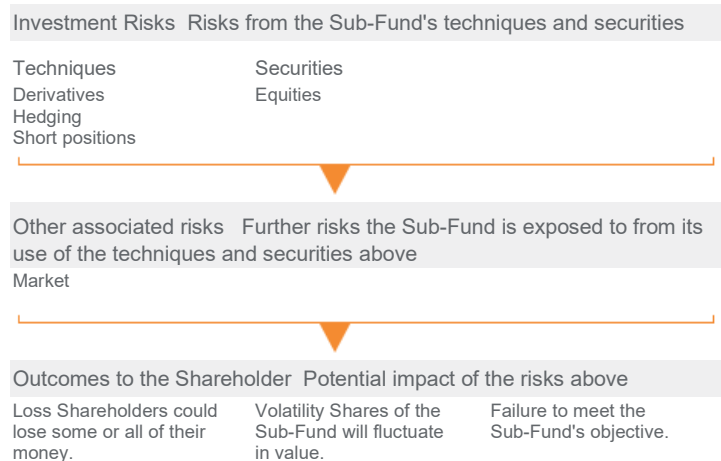 Investment Risks Risks from the Sub-Fund's techniques and securities
Techniques
Derivatives
Hedging
Short positions
Securities
Equities
Other associated risks Further risks the Sub-Fund is exposed to from its
use of the techniques and securities above
Market
Outcomes to the Shareholder Potential impact of the risks above
Loss Shareholders could
lose some or all of their
money.
Volatility Shares of the
Sub-Fund will fluctuate
in value.
Failure to meet the
Sub-Fund's objective.